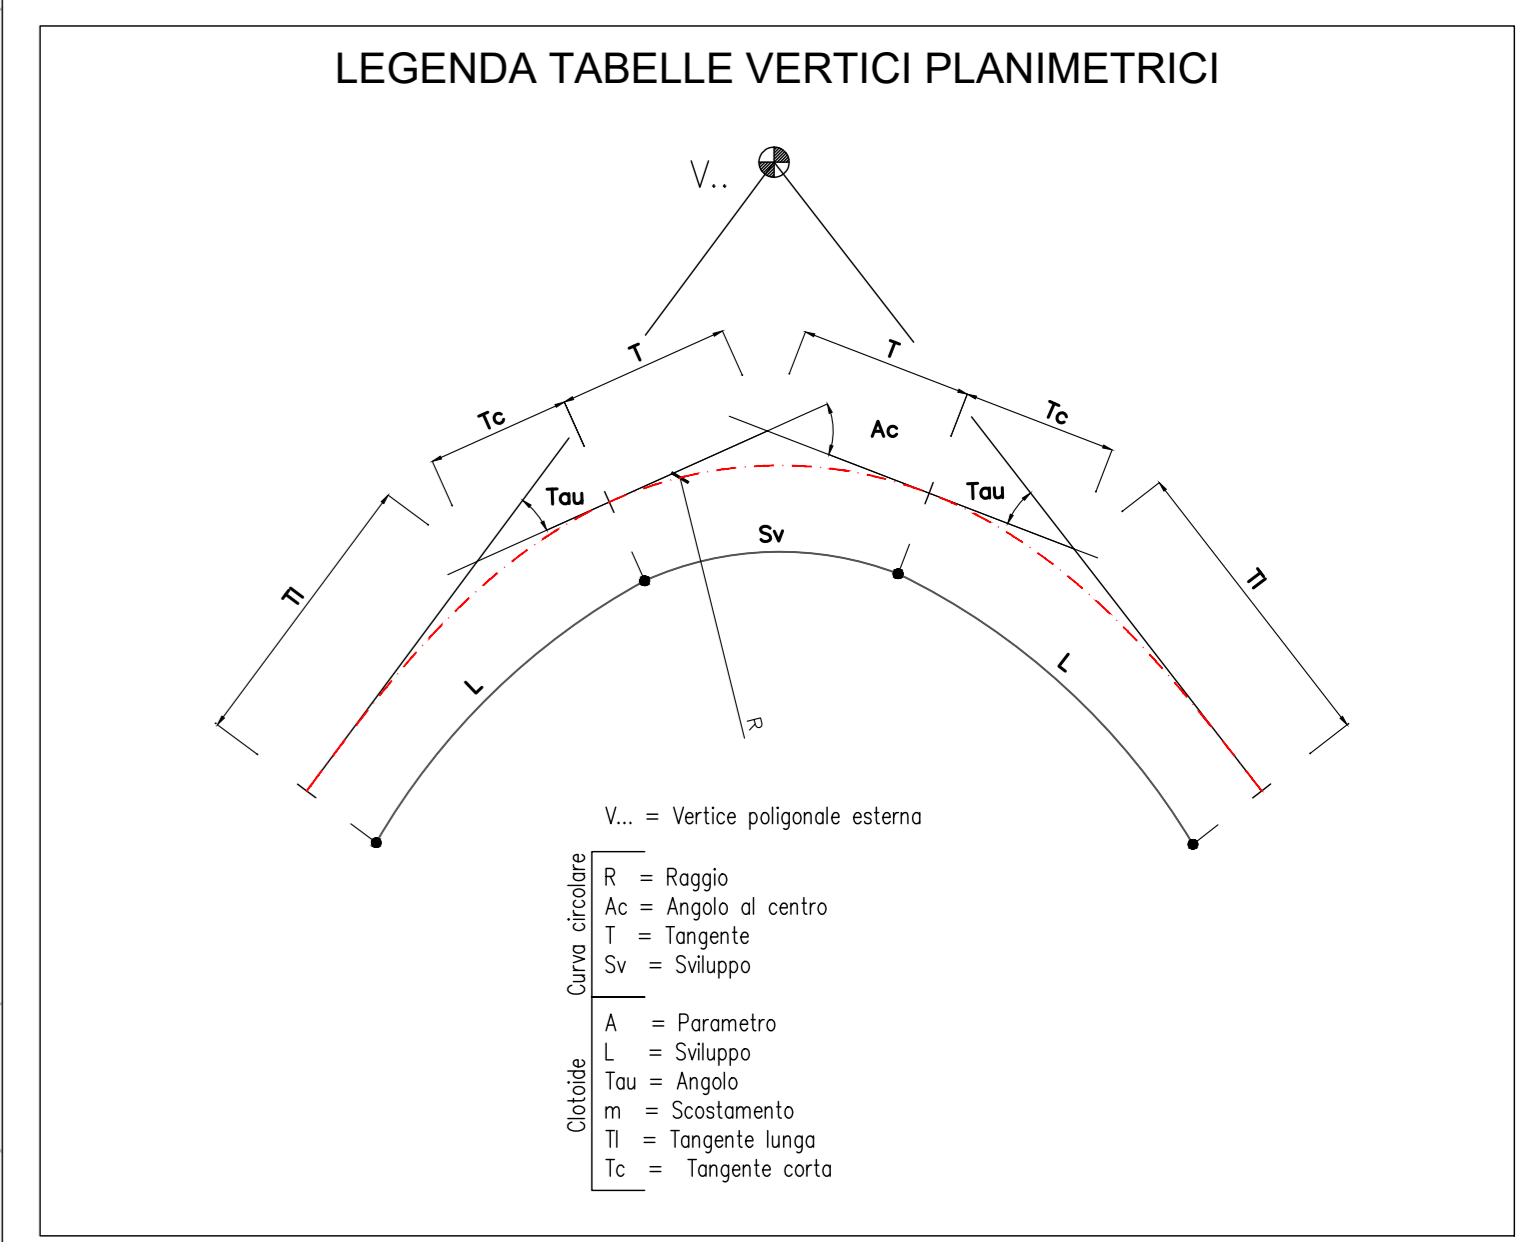 LEGENDA TABELLE VERTICI PLANIMETRICI
V..
T
T
Tc
Tc
Ac
Tau
Tau
Sv
Tl
Tl
L
L
R
V... = Vertice poligonale esterna
Curva circolare
R = Raggio
Ac = Angolo al centro
T = Tangente
Sv = Sviluppo
Clotoide
A = Parametro
L = Sviluppo
Tau = Angolo
m = Scostamento
Tl = Tangente lunga
Tc = Tangente corta